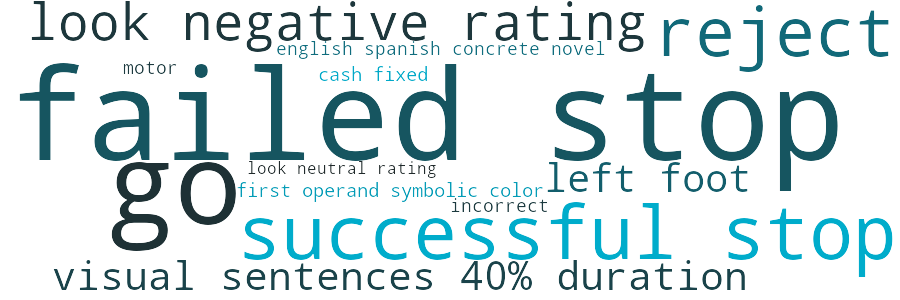 look negative rating
reject
english spanish concrete novel
motor
cash fixed
failed stop
look neutral rating
go
left foot
first operand symbolic color
incorrect
successful stop
visual sentences 40% duration